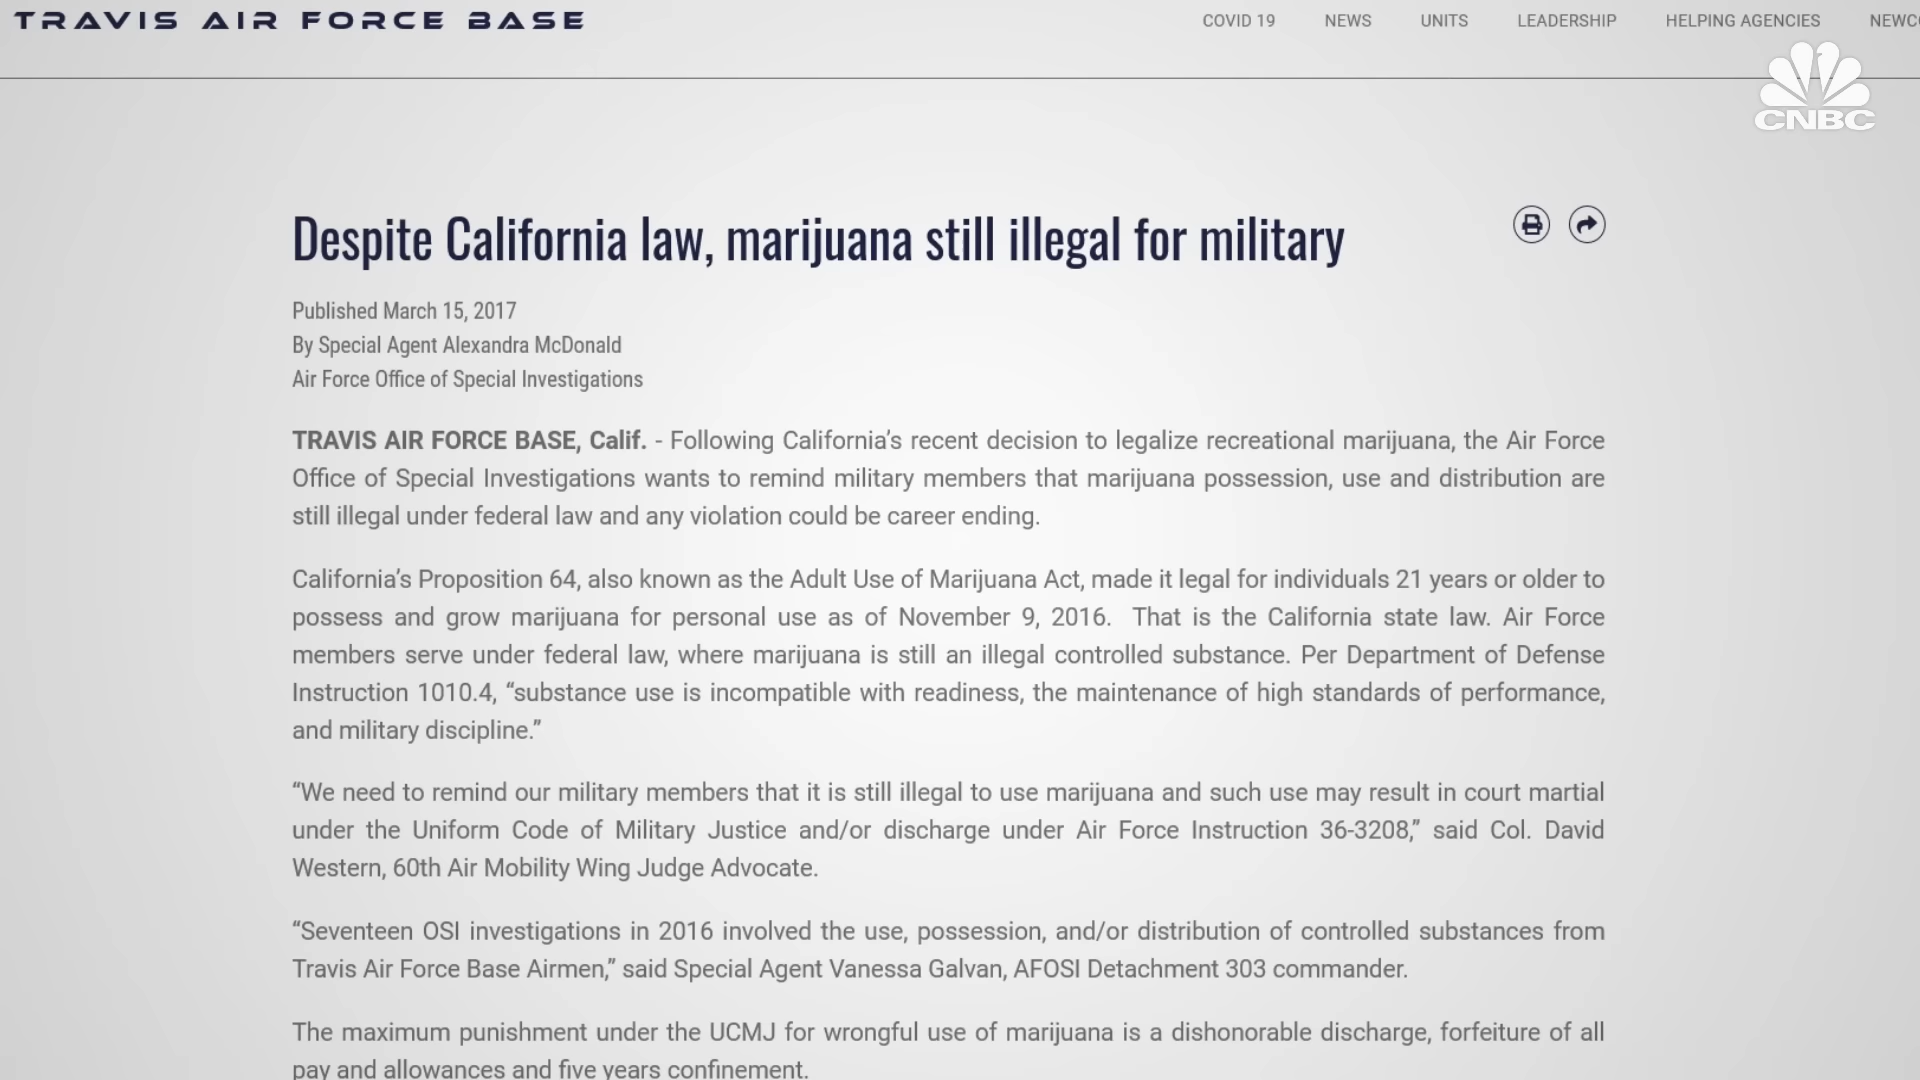 TRAVIS AIR FORCE BASE
COVID 19 NEWS UNITS LEADERSHIP HELPING AGENCIES
CNBC
Despite California law, marijuana still illegal for military
Published March 15, 2017
By Special Agent Alexandra McDonald
Air Force Office of Special Investigations
TRAVIS AIR FORCE BASE, Calif. - Following California’s recent decision to legalize recreational marijuana, the Air Force
Office of Special Investigations wants to remind military members that marijuana possession, use and distribution are
still illegal under federal law and any violation could be career ending.
California’s Proposition 64, also known as the Adult Use of Marijuana Act, made it legal for individuals 21 years or older to
possess and grow marijuana for personal use as of November 9, 2016.  That is the California state law. Air Force
members serve under federal law, where marijuana is still an illegal controlled substance. Per Department of Defense
Instruction 1010.4, “substance use is incompatible with readiness, the maintenance of high standards of performance,
and military discipline.”
“We need to remind our military members that it is still illegal to use marijuana and such use may result in court martial
under the Uniform Code of Military Justice and/or discharge under Air Force Instruction 36-3208,” said Col. David
Western, 60th Air Mobility Wing Judge Advocate.
“Seventeen OSI investigations in 2016 involved the use, possession, and/or distribution of controlled substances from
Travis Air Force Base Airmen,” said Special Agent Vanessa Galvan, AFOSI Detachment 303 commander.
The maximum punishment under the UCMJ for wrongful use of marijuana is a dishonorable discharge, forfeiture of all
pay and allowances and five years confinement.